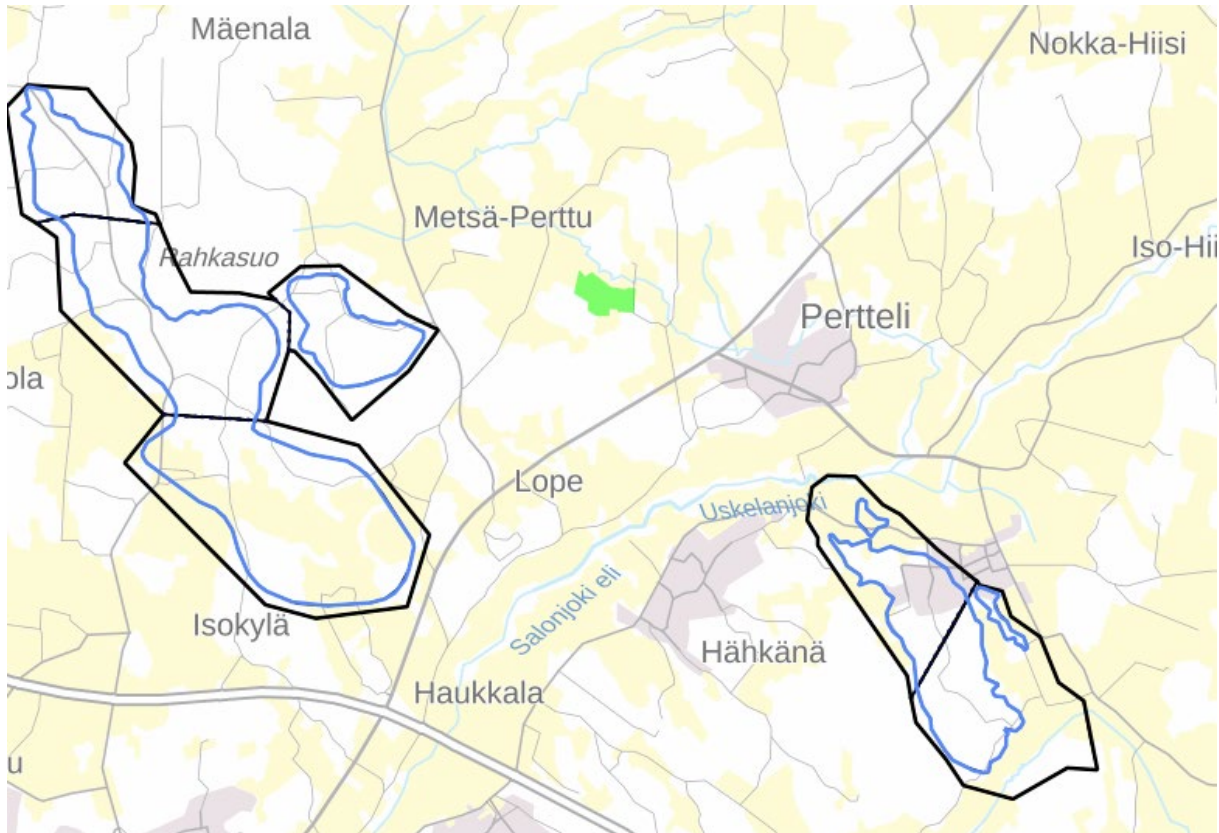 Mäenala
Nokka-Hiisi
Metsä-Perttu
Rahkasuo
Iso-Hii
Pertteli
ola
Lope
Uskelanjoki
Salonjoki eli
Isokylä
Hähkänä
Haukkala
u